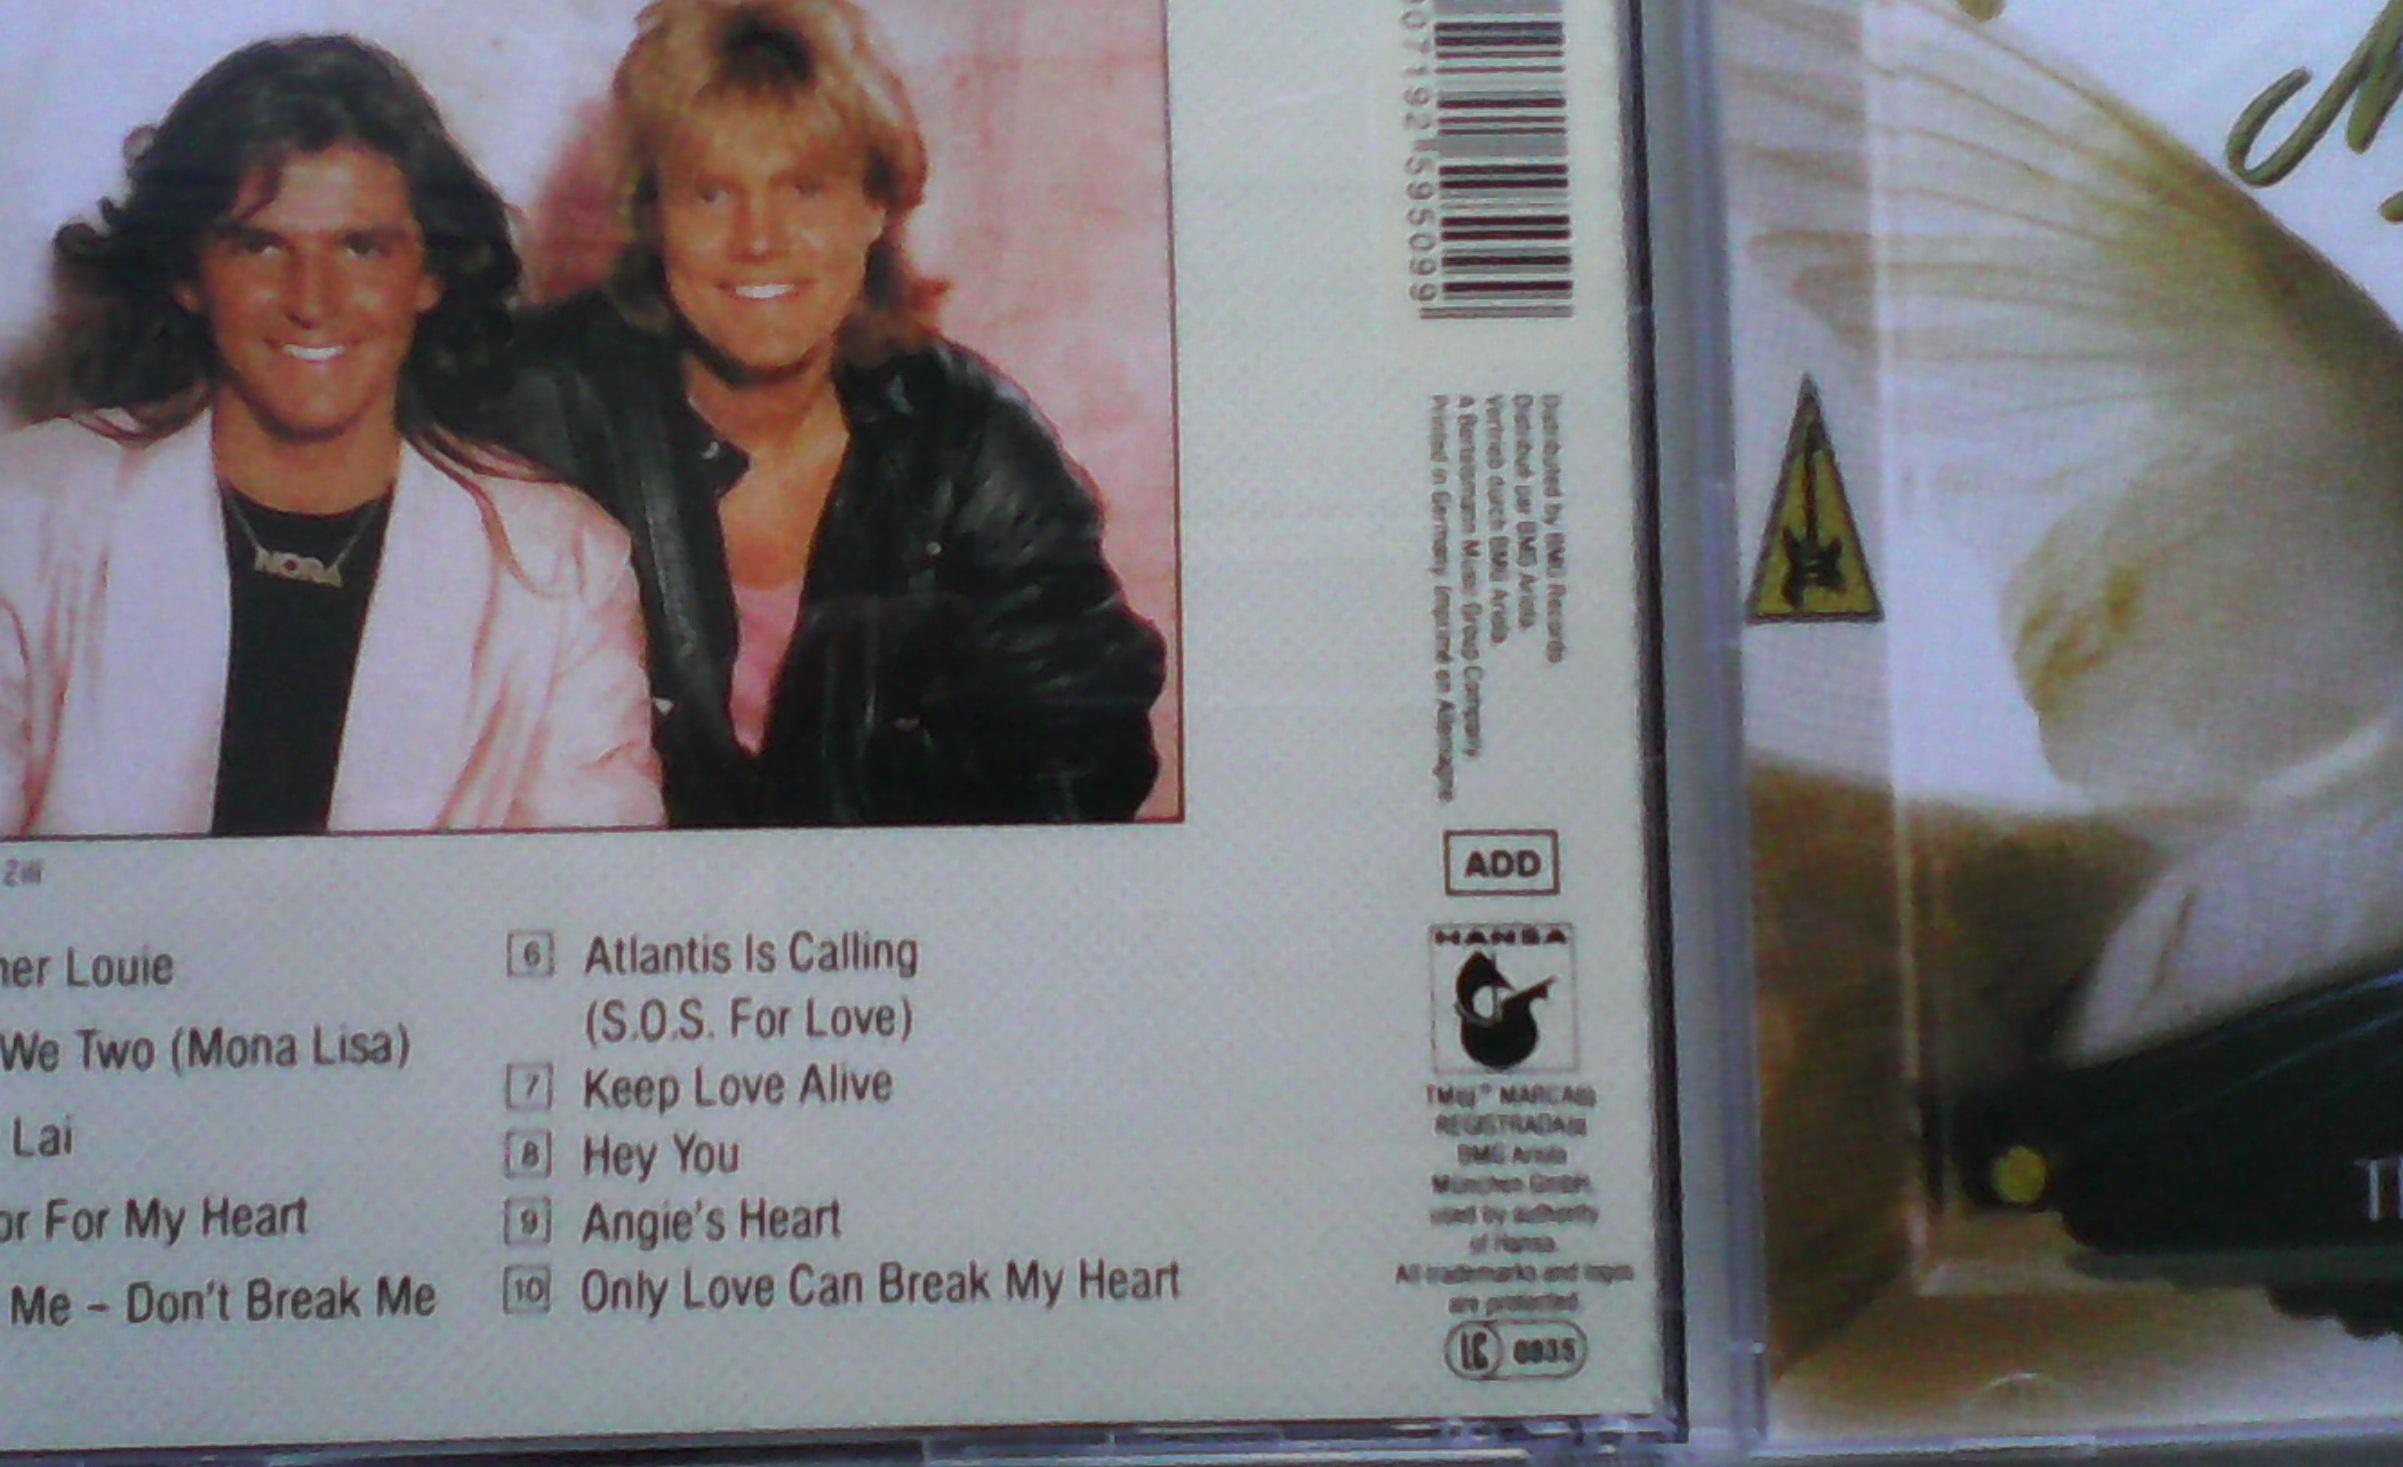 NORA
Zill
her Louie
We Two (Mona Lisa)
Lai
or For My Heart
Me – Don't Break Me
6 Atlantis Is Calling
(S.O.S. For Love)
7 Keep Love Alive
8 Hey You
9 Angie's Heart
10 Only Love Can Break My Heart
0071921595099
Distributed by BMG Records
Distribué par BMG Ariola.
Vertrieb durch BMG Ariola.
A Bertelsmann Music Group Company
Printed in Germany. Imprimé en Allemagne
ADD
HANSA
MARCA(S)
REGISTRADA(S)
BMG Ariola
München GmbH,
used by authority
of Hansa.
All trademarks and logos
are protected.
LC 0835
M
Th